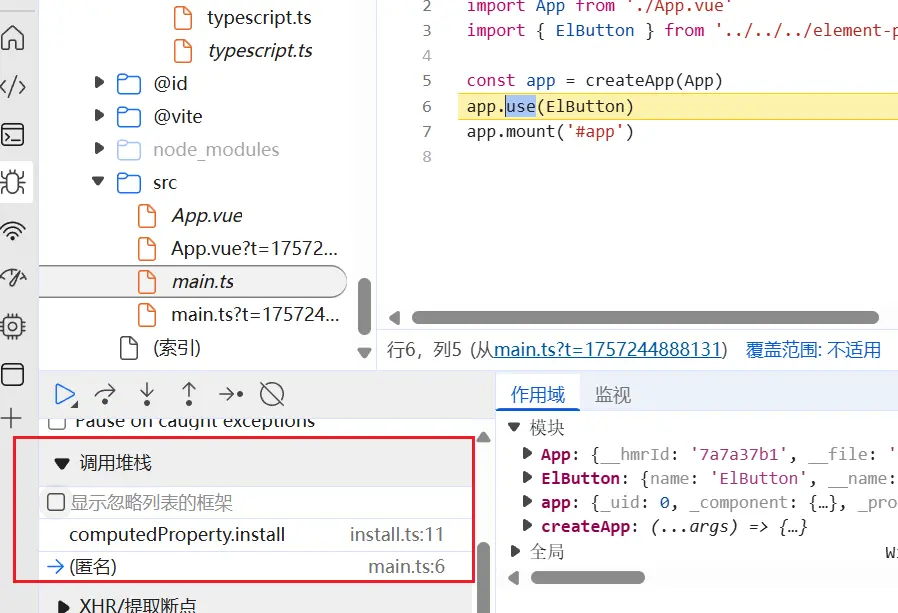 typescript.ts
typescript.ts
@id
@vite
node_modules
src
App.vue
App.vue?t=17572...
main.ts
main.ts?t=175724...
(索引)
2 import App from './App.vue'
3 import { ElButton } from '../../../element-p
4
5 const app = createApp(App)
6 app.use(ElButton)
7 app.mount('#app')
8
行6，列5 (从main.ts?t=1757244888131) 覆盖范围: 不适用
Pause on caught exceptions
调用堆栈
显示忽略列表的框架
computedProperty.install install.ts:11
(匿名) main.ts:6
XHR/提取断点
作用域 监视
模块
App: {__hmrId: '7a7a37b1', __file: '
ElButton: {name: 'ElButton', __name:
app: {_uid: 0, _component: {…}, _pro
createApp: (...args) => {…}
全局 Wi